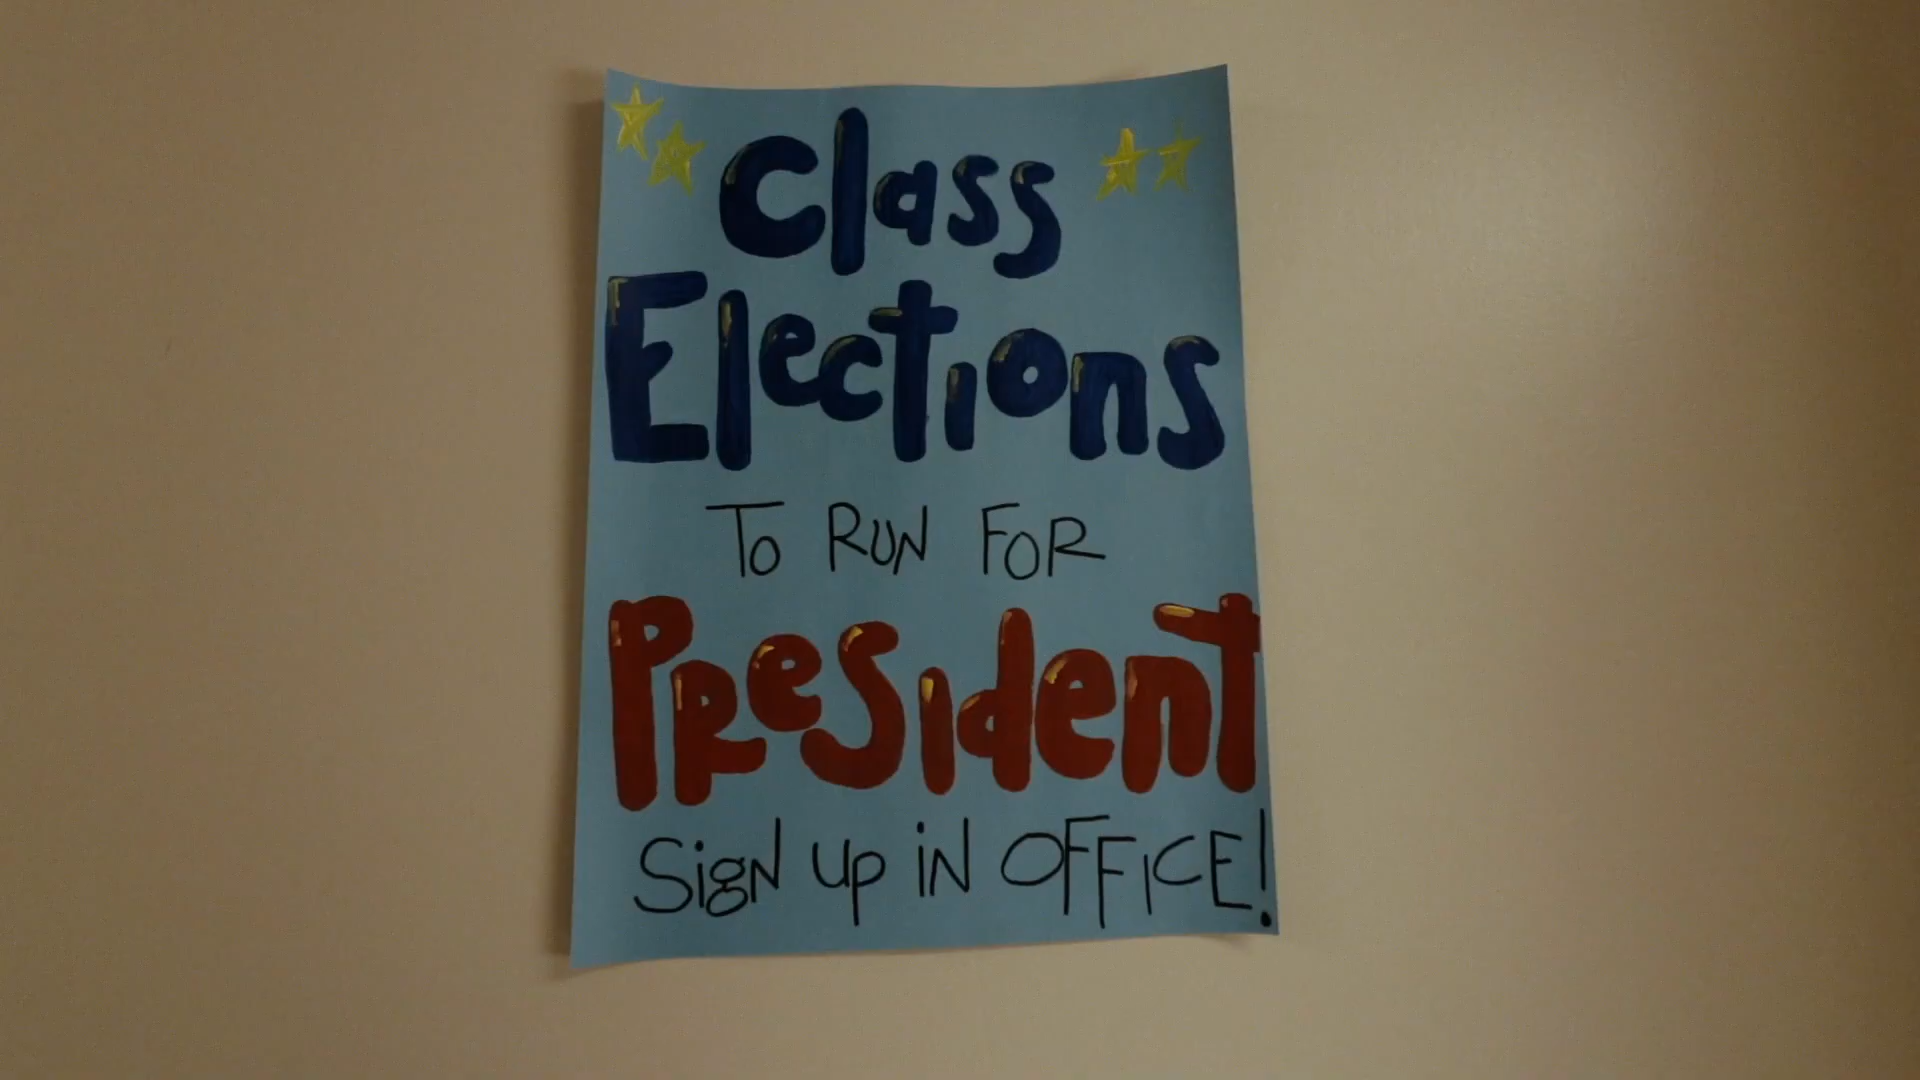 Class
Elections
To RUN FOR
PResident
Sign up iN OFFICE!